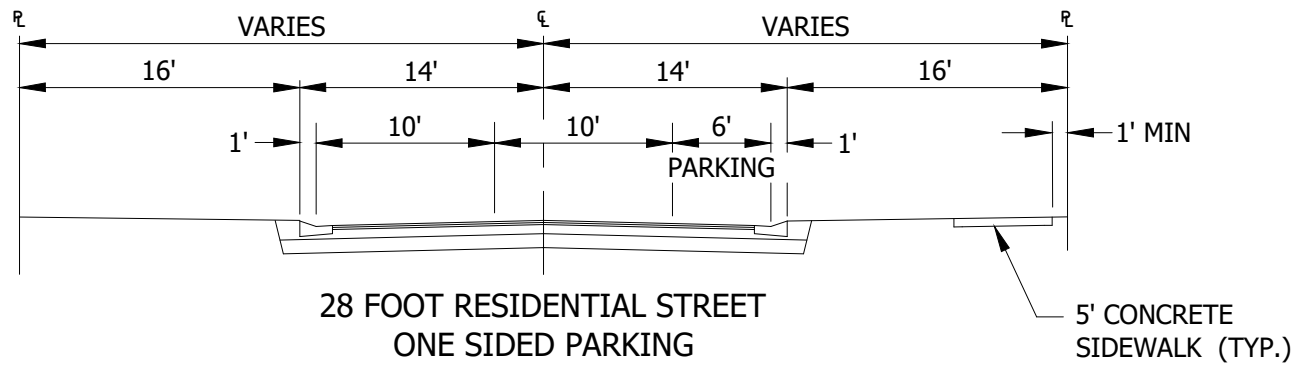 ℄ 
VARIES VARIES
16' 14' 14' 16'
1' 10' 10' 6' 1' 1' MIN
PARKING
28 FOOT RESIDENTIAL STREET
ONE SIDED PARKING
5' CONCRETE
SIDEWALK (TYP.)